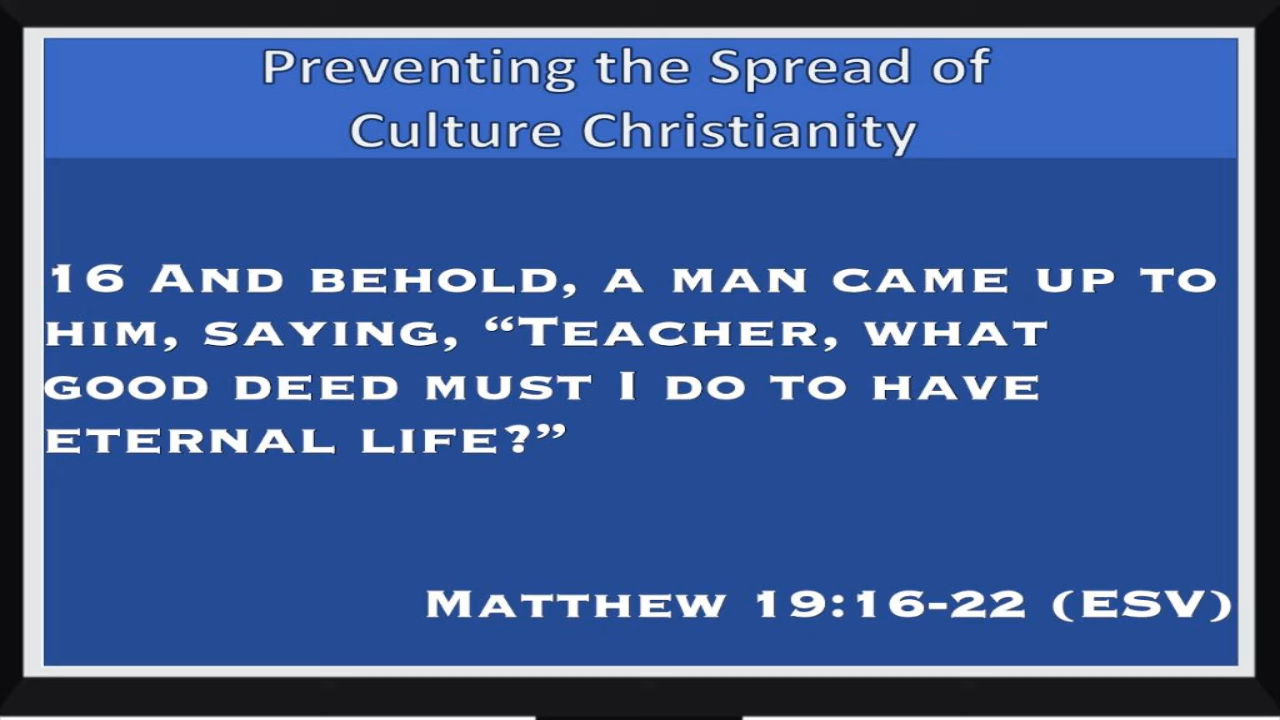 Preventing the Spread of
Culture Christianity
16 And behold, a man came up to
him, saying, “Teacher, what
good deed must I do to have
eternal life?”
Matthew 19:16-22 (ESV)